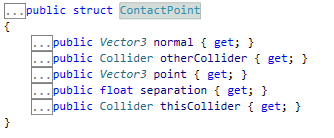 ...public struct ContactPoint
{
...public Vector3 normal { get; }
...public Collider otherCollider { get; }
...public Vector3 point { get; }
...public float separation { get; }
...public Collider thisCollider { get; }
}